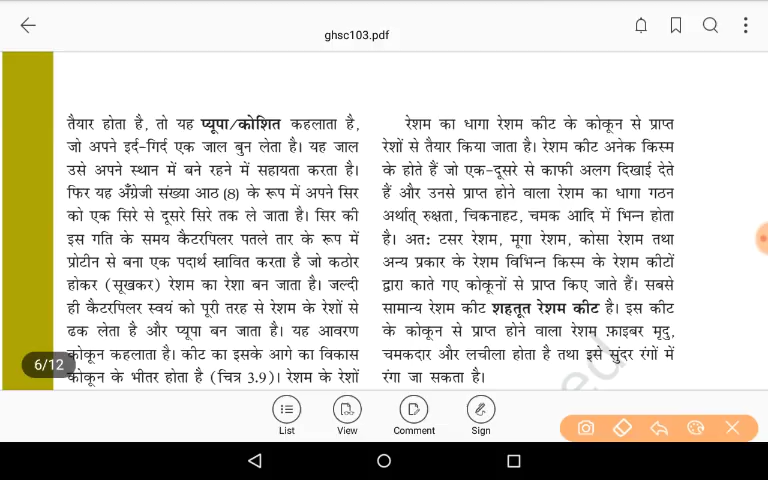 ghsc103.pdf
तैयार होता है, तो यह प्यूपा/कोशित कहलाता है,
जो अपने इर्द-गिर्द एक जाल बुन लेता है। यह जाल
उसे अपने स्थान में बने रहने में सहायता करता है।
फिर यह अँग्रेजी संख्या आठ (8) के रूप में अपने सिर
को एक सिरे से दूसरे सिरे तक ले जाता है। सिर की
इस गति के समय कैटरपिलर पतले तार के रूप में
प्रोटीन से बना एक पदार्थ स्रावित करता है जो कठोर
होकर (सूखकर) रेशम का रेशा बन जाता है। जल्दी
ही कैटरपिलर स्वयं को पूरी तरह से रेशम के रेशों से
ढक लेता है और प्यूपा बन जाता है। यह आवरण
कोकून कहलाता है। कीट का इसके आगे का विकास
कोकून के भीतर होता है (चित्र 3.9)। रेशम के रेशों
रेशम का धागा रेशम कीट के कोकून से प्राप्त
रेशों से तैयार किया जाता है। रेशम कीट अनेक किस्म
के होते हैं जो एक-दूसरे से काफी अलग दिखाई देते
हैं और उनसे प्राप्त होने वाला रेशम का धागा गठन
अर्थात् रुक्षता, चिकनाहट, चमक आदि में भिन्न होता
है। अतः टसर रेशम, मूगा रेशम, कोसा रेशम तथा
अन्य प्रकार के रेशम विभिन्न किस्म के रेशम कीटों
द्वारा काते गए कोकूनों से प्राप्त किए जाते हैं। सबसे
सामान्य रेशम कीट शहतूत रेशम कीट है। इस कीट
के कोकून से प्राप्त होने वाला रेशम फ़ाइबर मृदु,
चमकदार और लचीला होता है तथा इसे सुंदर रंगों में
रंगा जा सकता है।
6/12
List
View
Comment
Sign